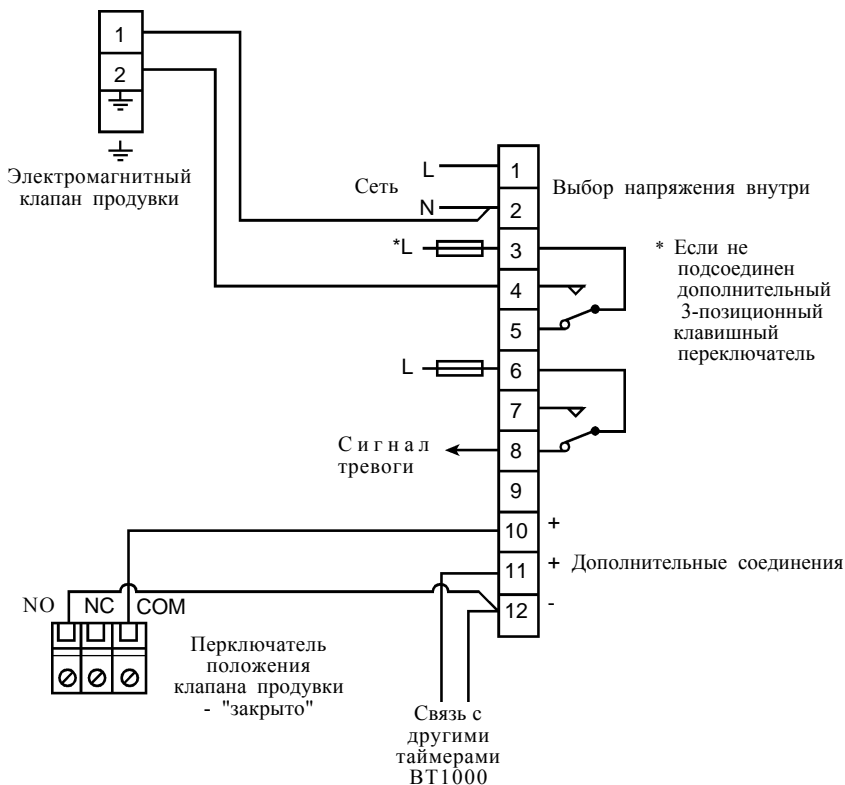 1
2
Электромагнитный
клапан продувки
Сеть
L
N
*L
L
1
2
3
4
5
6
7
8
9
10
11
12
Выбор напряжения внутри
* Если не
подсоединен
дополнительный
3-позиционный
клавишный
переключатель
Сигнал
тревоги
+
+ Дополнительные соединения
-
NO NC COM
Перключатель
положения
клапана продувки
- "закрыто"
Связь с
другими
таймерами
BT1000